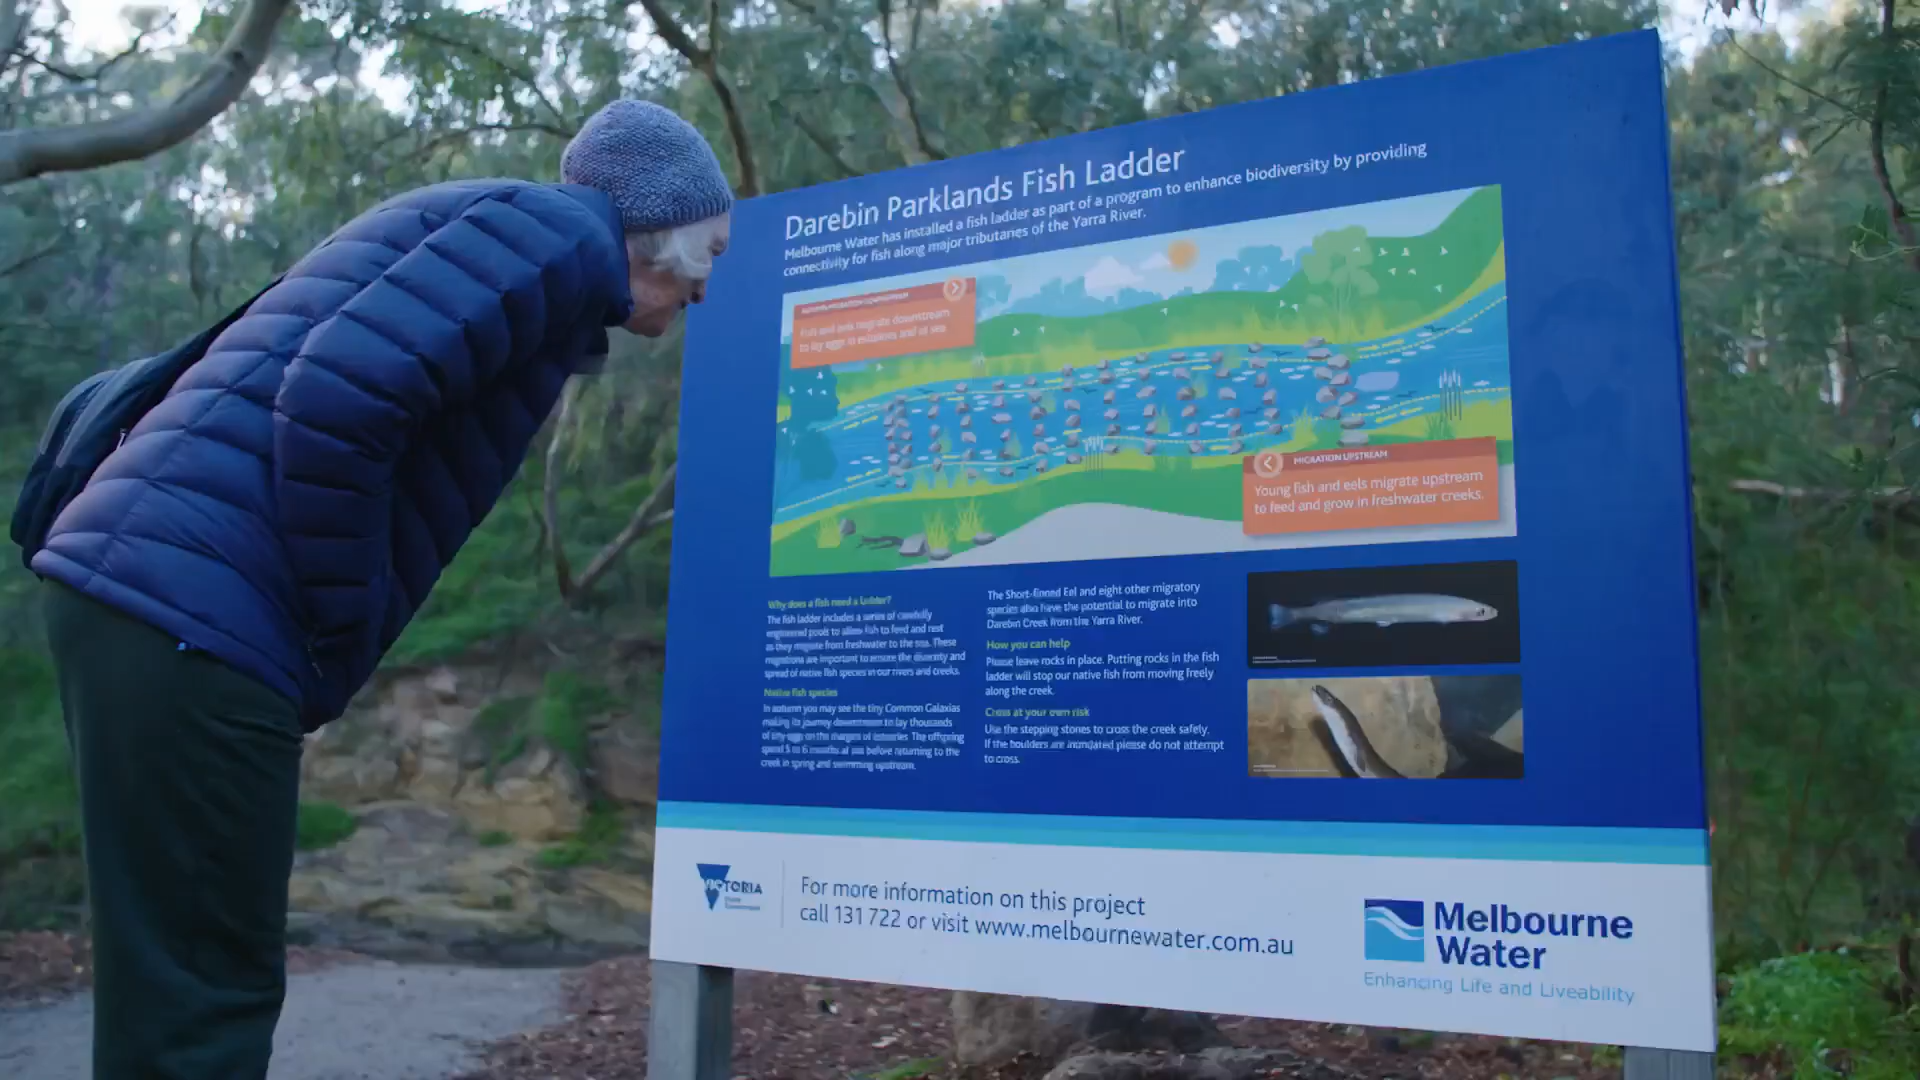 Darebin Parklands Fish Ladder
Melbourne Water has installed a fish ladder as part of a program to enhance biodiversity by providing
connectivity for fish along major tributaries of the Yarra River.
Fish and eels migrate downstream
to lay eggs in estuaries and at sea.
MIGRATION UPSTREAM
Young fish and eels migrate upstream
to feed and grow in freshwater creeks.
Why does a fish need a ladder?
The fish ladder includes a series of carefully
engineered pools to allow fish to feed and rest
as they migrate from freshwater to the sea. These
migrations are important to ensure the diversity and
spread of native fish species in our rivers and creeks.
Native fish species
In autumn you may see the tiny Common Galaxias
making its journey downstream to lay thousands
of tiny eggs on the margins of estuaries. The offspring
spend 5 to 6 months at sea before returning to the
creek in spring and swimming upstream.
The Short-finned Eel and eight other migratory
species also have the potential to migrate into
Darebin Creek from the Yarra River.
How you can help
Please leave rocks in place. Putting rocks in the fish
ladder will stop our native fish from moving freely
along the creek.
Cross at your own risk
Use the stepping stones to cross the creek safely.
If the boulders are inundated please do not attempt
to cross.
VICTORIA
State
Government
For more information on this project
call 131 722 or visit www.melbournewater.com.au
Melbourne
Water
Enhancing Life and Liveability